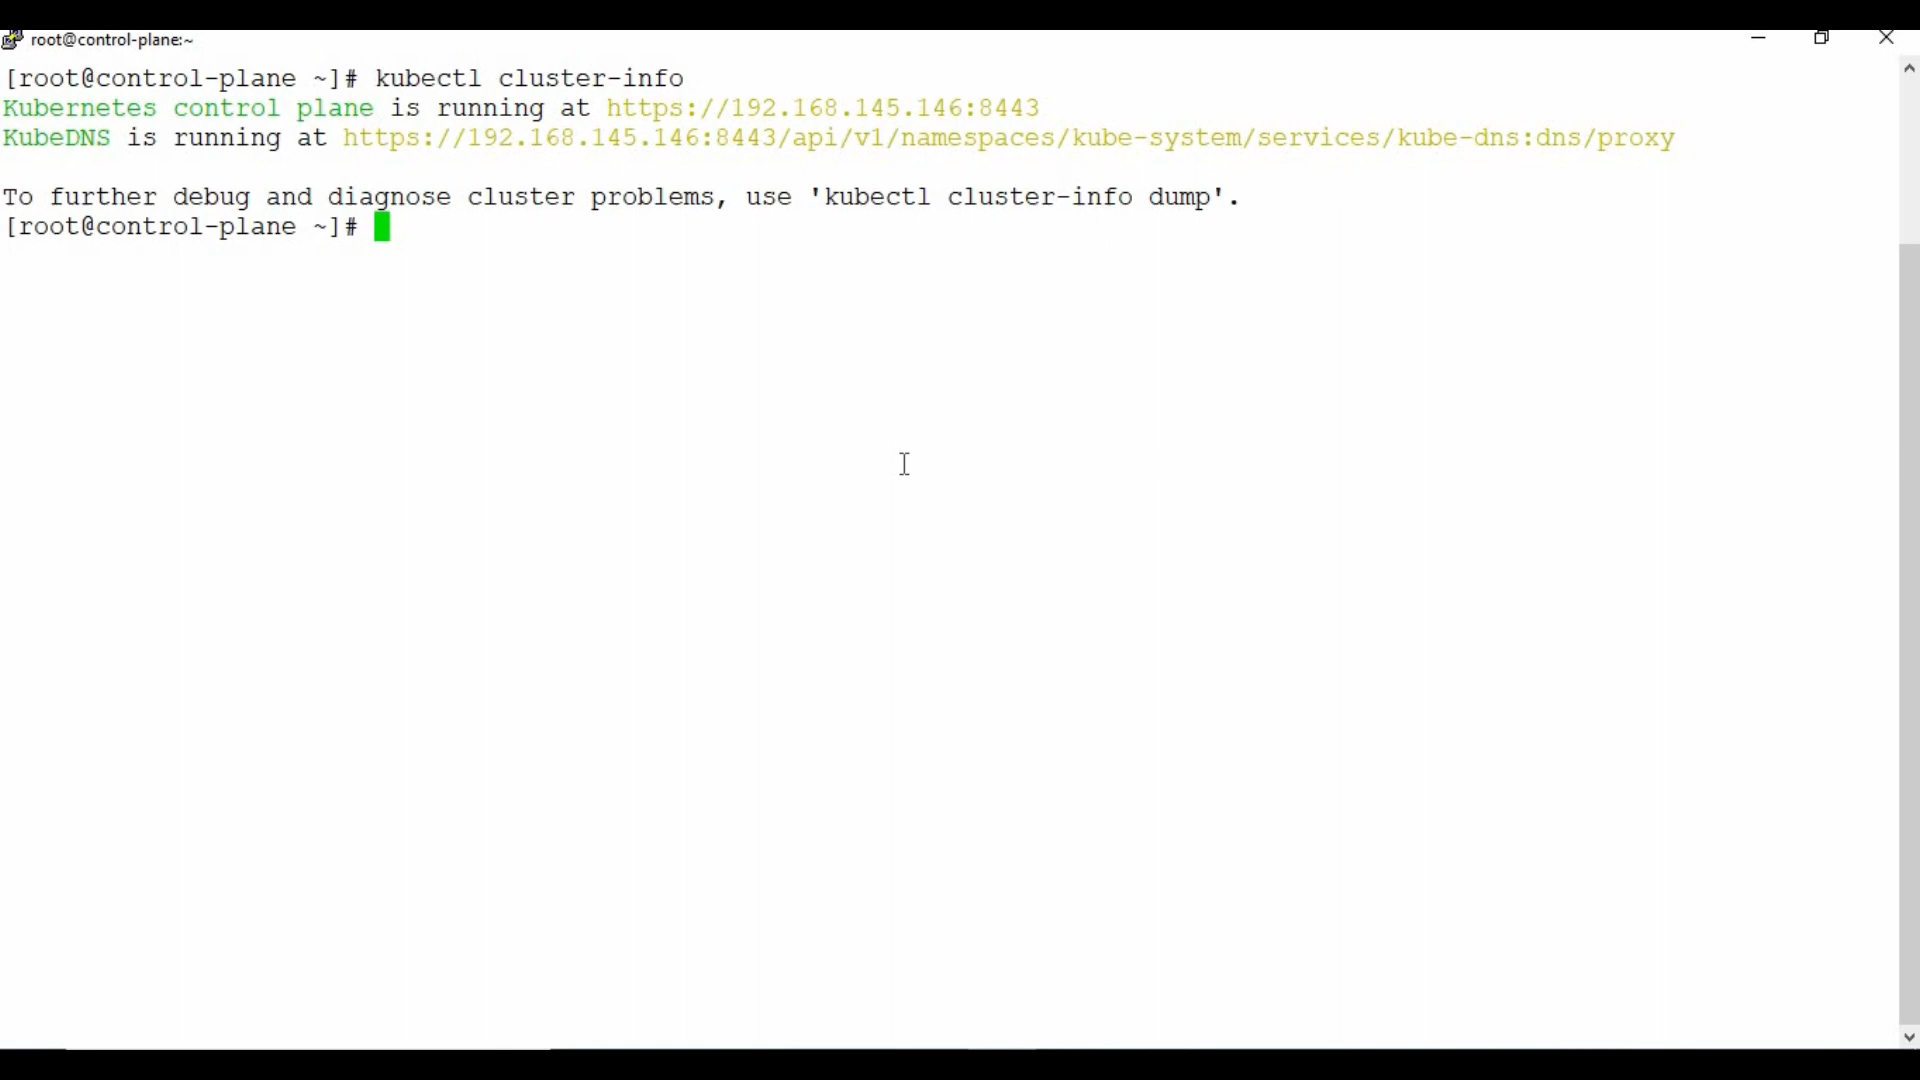 root@control-plane:~
[root@control-plane ~]# kubectl cluster-info
Kubernetes control plane is running at https://192.168.145.146:8443
KubeDNS is running at https://192.168.145.146:8443/api/v1/namespaces/kube-system/services/kube-dns:dns/proxy
To further debug and diagnose cluster problems, use 'kubectl cluster-info dump'.
[root@control-plane ~]#